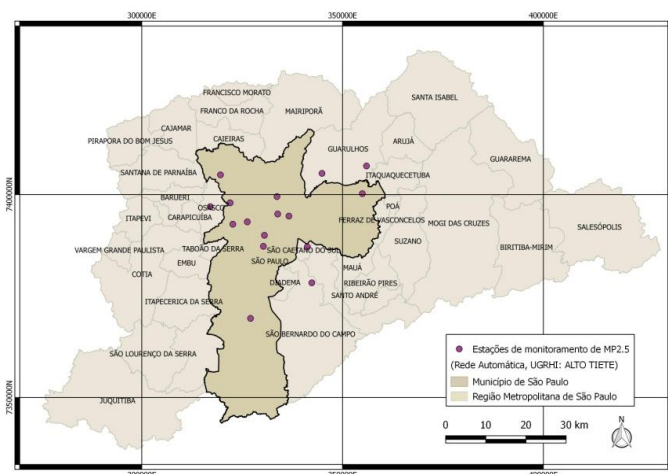 300000E 350000E 400000E
FRANCISCO MORATO
SANTA ISABEL
FRANCO DA ROCHA
MAIRIPORÃ
CAJAMAR
CAIEIRAS
PIRAPORA DO BOM JESUS
GUARULHOS
ARUJÁ
GUARAREMA
SANTANA DE PARNAÍBA
ITAQUAQUECETUBA
7400000N
7400000N
BARUERI
OSASCO
POÁ
ITAPEVI
CARAPICUÍBA
FERRAZ DE VASCONCELOS
MOGI DAS CRUZES
SALESÓPOLIS
SUZANO
BIRITIBA-MIRIM
VARGEM GRANDE PAULISTA
TABOÃO DA SERRA
SÃO CAETANO DO SUL
EMBU
SÃO PAULO
COTIA
MAUÁ
DIADEMA
RIBEIRÃO PIRES
SANTO ANDRÉ
ITAPECERICA DA SERRA
SÃO BERNARDO DO CAMPO
SÃO LOURENÇO DA SERRA
JUQUITIBA
7350000N
7350000N
Estações de monitoramento de MP2.5
(Rede Automática, UGRHI: ALTO TIETE)
Município de São Paulo
Região Metropolitana de São Paulo
0 10 20 30 km
N
300000E 350000E 400000E